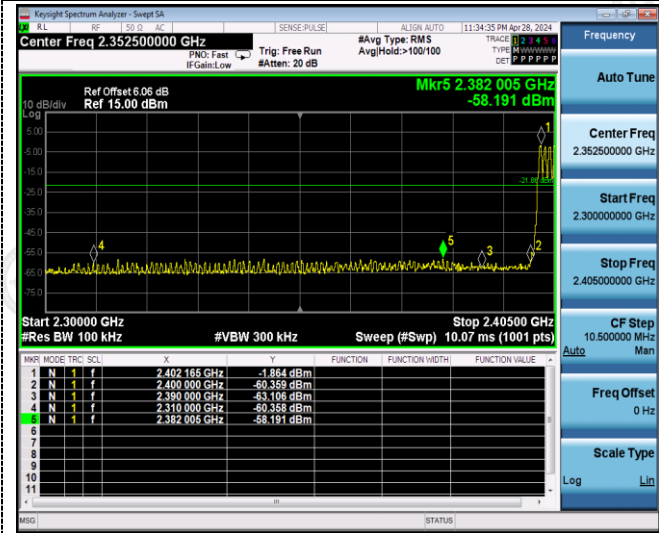 Keysight Spectrum Analyzer - Swept SA
RL RF 50 Ω AC SENSE:PULSE ALIGN AUTO 11:34:35 PM Apr 28, 2024
Center Freq 2.352500000 GHz
PNO: Fast
IFGain:Low
Trig: Free Run
#Atten: 20 dB
#Avg Type: RMS
Avg|Hold:>100/100
TRACE 1 2 3 4 5 6
TYPE M WWWWW
DET P P P P P P
Ref Offset 6.06 dB
10 dB/div Ref 15.00 dBm
Log
Mkr5 2.382 005 GHz
-58.191 dBm
5.00
-5.00
-15.0
-25.0
-35.0
-45.0
-55.0
-65.0
-75.0
1
2
3
4
5
Start 2.30000 GHz Stop 2.40500 GHz
#Res BW 100 kHz #VBW 300 kHz Sweep (#Swp) 10.07 ms (1001 pts)
MKR MODE TRC SCL X Y FUNCTION FUNCTION WIDTH FUNCTION VALUE
1 N 1 f 2.402 165 GHz -1.864 dBm
2 N 1 f 2.400 000 GHz -60.359 dBm
3 N 1 f 2.390 000 GHz -63.106 dBm
4 N 1 f 2.310 000 GHz -60.358 dBm
5 N 1 f 2.382 005 GHz -58.191 dBm
6
7
8
9
10
11
MSG STATUS
Frequency
Auto Tune
Center Freq
2.352500000 GHz
Start Freq
2.300000000 GHz
Stop Freq
2.405000000 GHz
CF Step
10.500000 MHz
Auto Man
Freq Offset
0 Hz
Scale Type
Log Lin